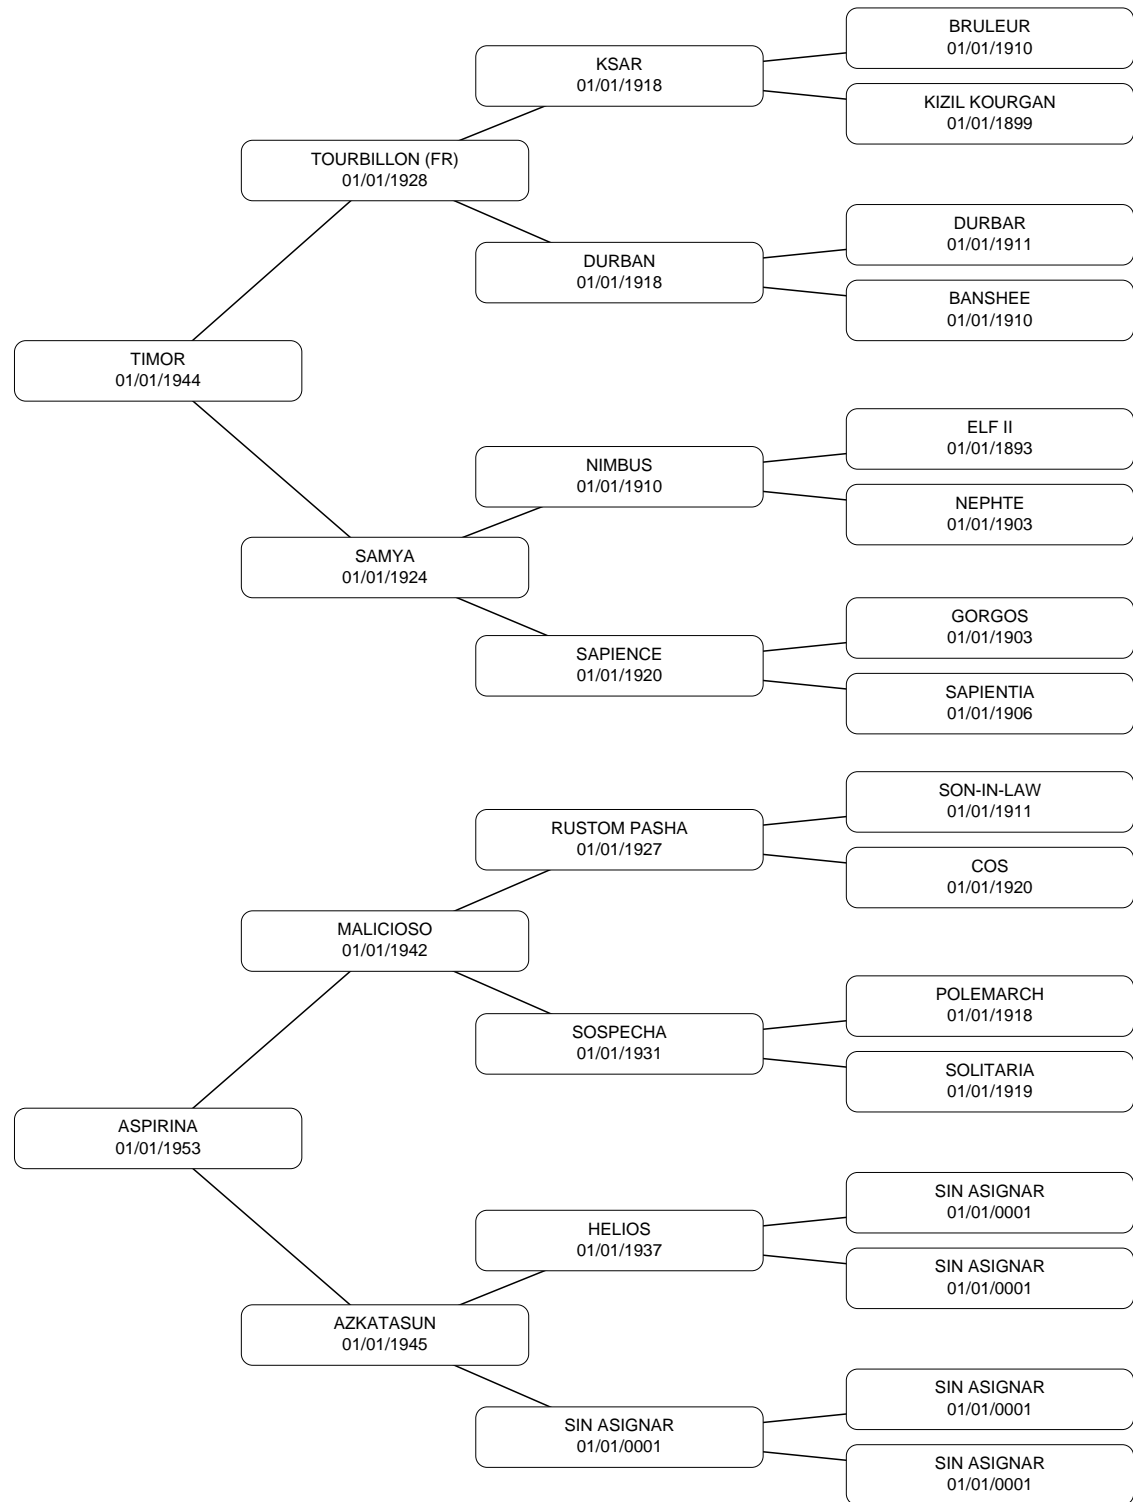 BRULEUR
01/01/1910
KSAR
01/01/1918
KIZIL KOURGAN
01/01/1899
TOURBILLON (FR)
01/01/1928
DURBAR
01/01/1911
DURBAN
01/01/1918
BANSHEE
01/01/1910
TIMOR
01/01/1944
ELF II
01/01/1893
NIMBUS
01/01/1910
NEPHTE
01/01/1903
SAMYA
01/01/1924
GORGOS
01/01/1903
SAPIENCE
01/01/1920
SAPIENTIA
01/01/1906
SON-IN-LAW
01/01/1911
RUSTOM PASHA
01/01/1927
COS
01/01/1920
MALICIOSO
01/01/1942
POLEMARCH
01/01/1918
SOSPECHA
01/01/1931
SOLITARIA
01/01/1919
ASPIRINA
01/01/1953
SIN ASIGNAR
01/01/0001
HELIOS
01/01/1937
SIN ASIGNAR
01/01/0001
AZKATASUN
01/01/1945
SIN ASIGNAR
01/01/0001
SIN ASIGNAR
01/01/0001
SIN ASIGNAR
01/01/0001